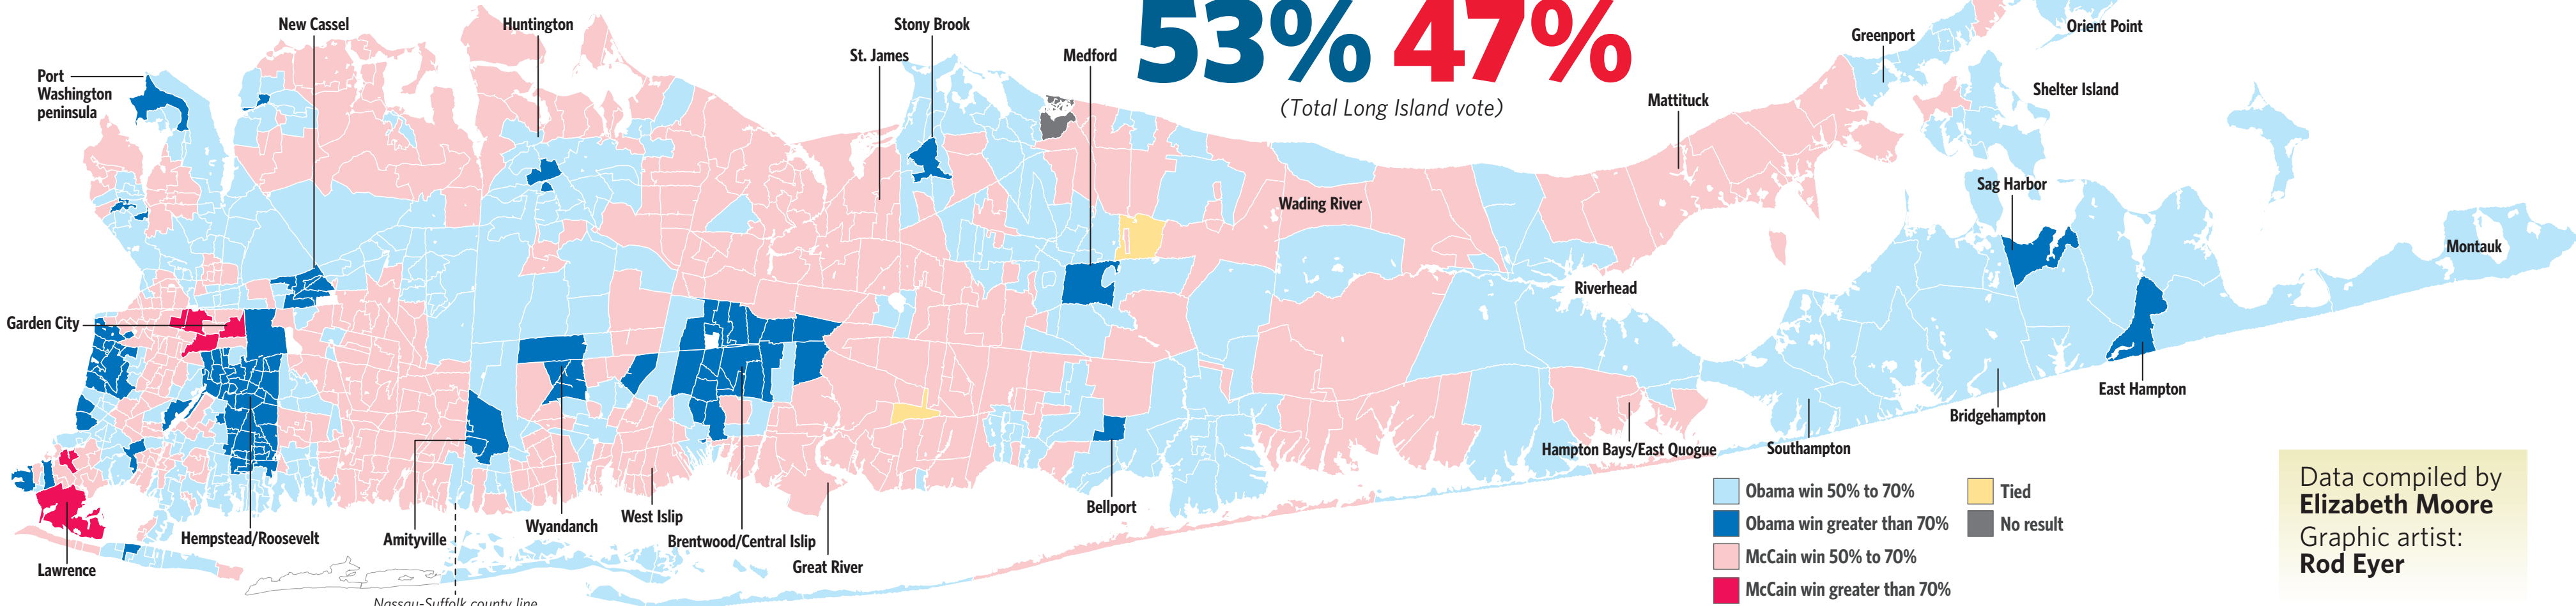 53% 47%
(Total Long Island vote)
New Cassel
Huntington
Stony Brook
St. James
Medford
Greenport
Orient Point
Port
Washington
peninsula
Shelter Island
Mattituck
Sag Harbor
Wading River
Montauk
Riverhead
Garden City
East Hampton
Bridgehampton
Hampton Bays/East Quogue
Southampton
Bellport
West Islip
Wyandanch
Hempstead/Roosevelt
Amityville
Brentwood/Central Islip
Great River
Lawrence
Nassau-Suffolk county line
Obama win 50% to 70%
Obama win greater than 70%
McCain win 50% to 70%
McCain win greater than 70%
Tied
No result
Data compiled by
Elizabeth Moore
Graphic artist:
Rod Eyer